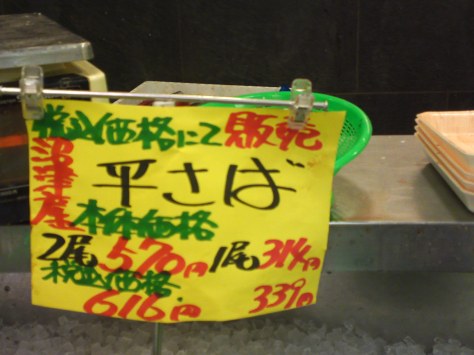 税込価格にて販売
沼津産
平さば
本体価格
2尾570円 1尾314円
税込価格
616円 339円